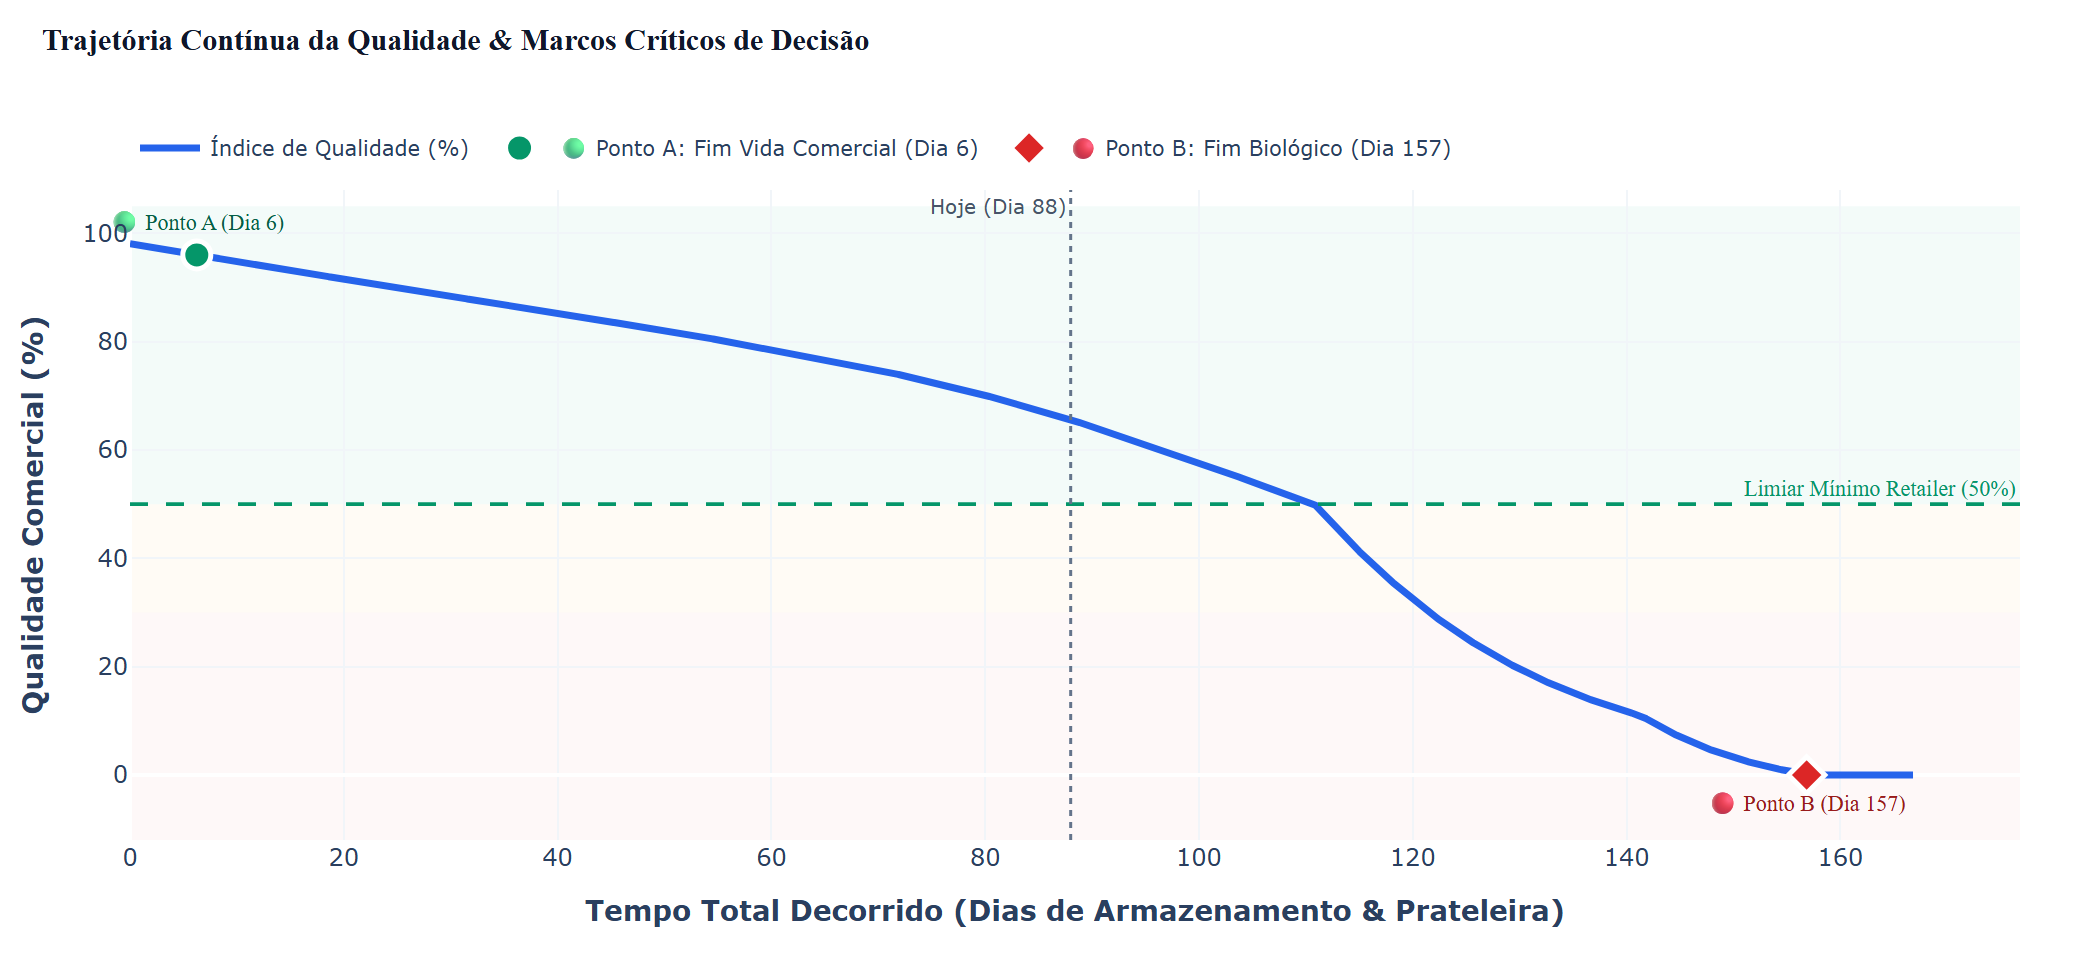 Trajetória Contínua da Qualidade & Marcos Críticos de Decisão
Índice de Qualidade (%)
Ponto A: Fim Vida Comercial (Dia 6)
Ponto B: Fim Biológico (Dia 157)
Hoje (Dia 88)
Ponto A (Dia 6)
100
80
60
40
20
0
Qualidade Comercial (%)
Limiar Mínimo Retailer (50%)
Ponto B (Dia 157)
0
20
40
60
80
100
120
140
160
Tempo Total Decorrido (Dias de Armazenamento & Prateleira)